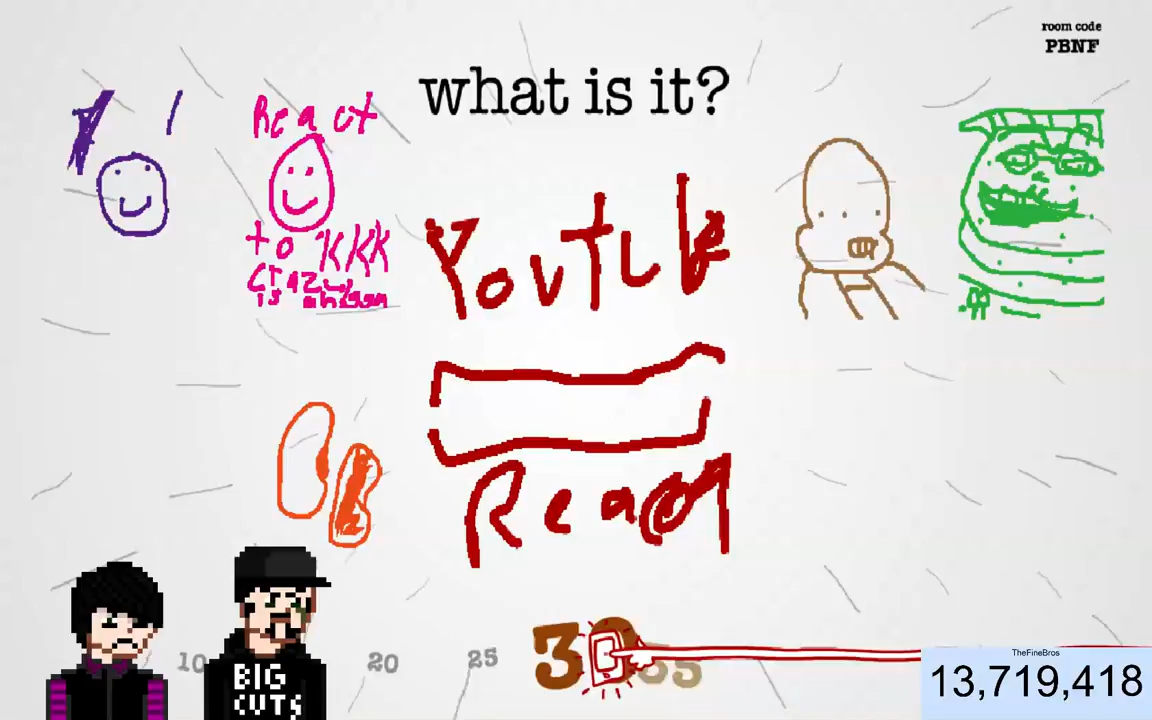 room code
PBNF
what is it?
React
to KKK
YouTube
React
10 20 25 30 35
BIG
CUTS
TheFineBros
13,719,418